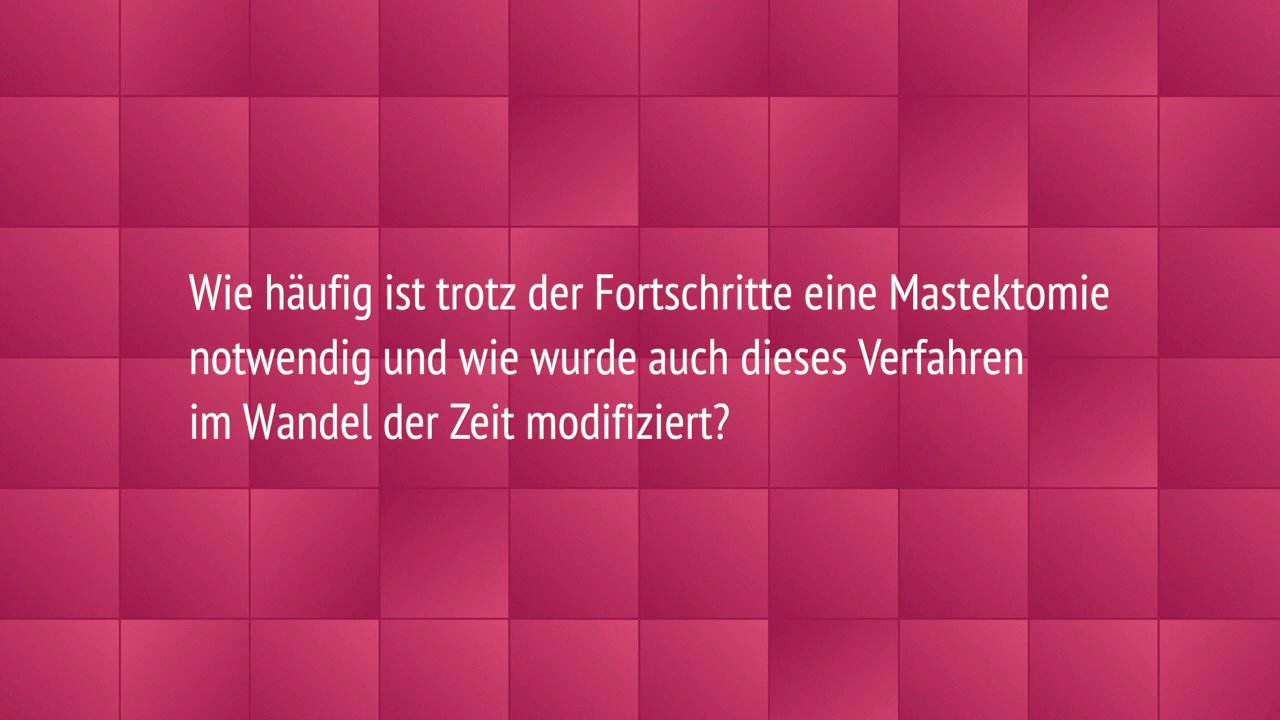 Wie häufig ist trotz der Fortschritte eine Mastektomie
notwendig und wie wurde auch dieses Verfahren
im Wandel der Zeit modifiziert?